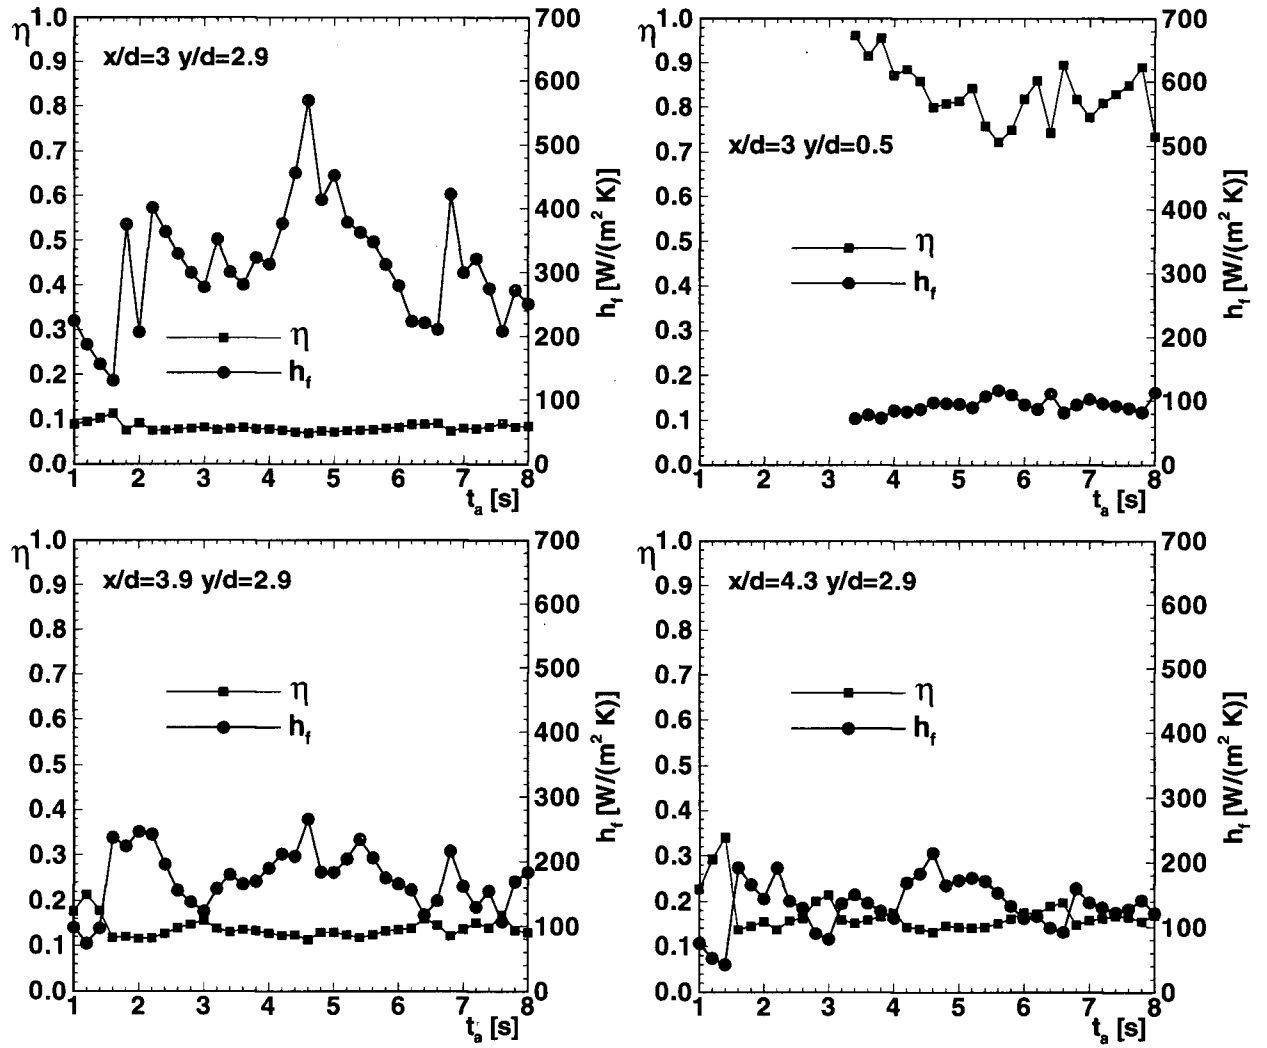 η 1.0
0.9
0.8
0.7
0.6
0.5
0.4
0.3
0.2
0.1
0.0
x/d=3 y/d=2.9
η
h_f
700
600
500
400
300
200
100
0
h_f [W/(m² K)]
1 2 3 4 5 6 7 8
t_a [s]
η 1.0
0.9
0.8
0.7
0.6
0.5
0.4
0.3
0.2
0.1
0.0
x/d=3 y/d=0.5
η
h_f
700
600
500
400
300
200
100
0
h_f [W/(m² K)]
1 2 3 4 5 6 7 8
t_a [s]
η 1.0
0.9
0.8
0.7
0.6
0.5
0.4
0.3
0.2
0.1
0.0
x/d=3.9 y/d=2.9
η
h_f
700
600
500
400
300
200
100
0
h_f [W/(m² K)]
1 2 3 4 5 6 7 8
t_a [s]
η 1.0
0.9
0.8
0.7
0.6
0.5
0.4
0.3
0.2
0.1
0.0
x/d=4.3 y/d=2.9
η
h_f
700
600
500
400
300
200
100
0
h_f [W/(m² K)]
1 2 3 4 5 6 7 8
t_a [s]